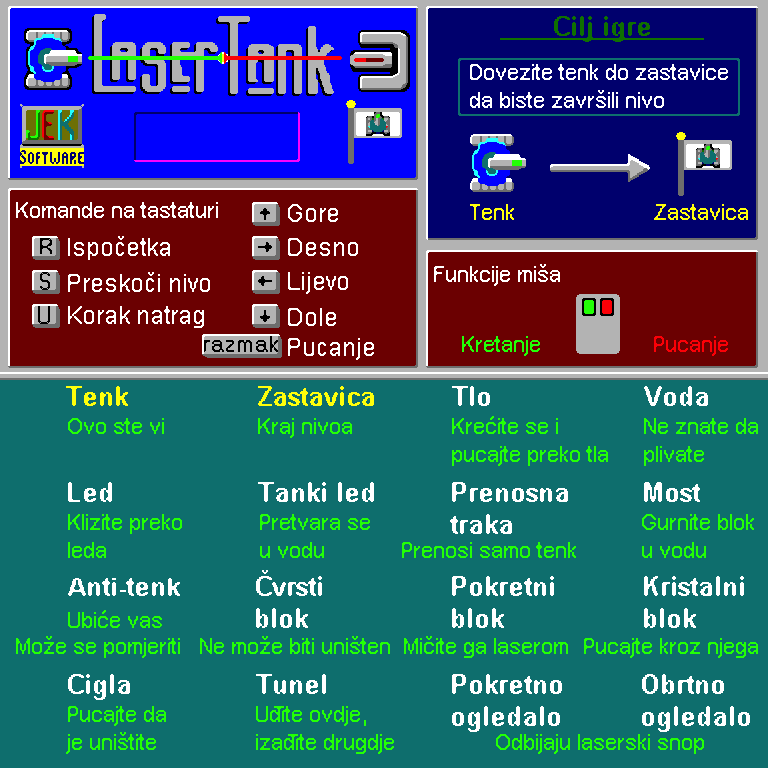 LaserTank
JEK
SOFTWARE
Cilj igre
Dovezite tenk do zastavice
da biste završili nivo
Tenk
Zastavica
Komande na tastaturi
R Ispočetka
S Preskoči nivo
U Korak natrag
Gore
Desno
Lijevo
Dole
razmak Pucanje
Funkcije miša
Kretanje
Pucanje
Tenk
Ovo ste vi
Zastavica
Kraj nivoa
Tlo
Krećite se i
pucajte preko tla
Voda
Ne znate da
plivate
Led
Klizite preko
leda
Tanki led
Pretvara se
u vodu
Prenosna
traka
Prenosi samo tenk
Most
Gurnite blok
u vodu
Anti-tenk
Ubiće vas
Može se pomjeriti
Čvrsti
blok
Ne može biti uništen
Pokretni
blok
Mičite ga laserom
Kristalni
blok
Pucajte kroz njega
Cigla
Pucajte da
je uništite
Tunel
Uđite ovdje,
izađite drugdje
Pokretno
ogledalo
Obrtno
ogledalo
Odbijaju laserski snop